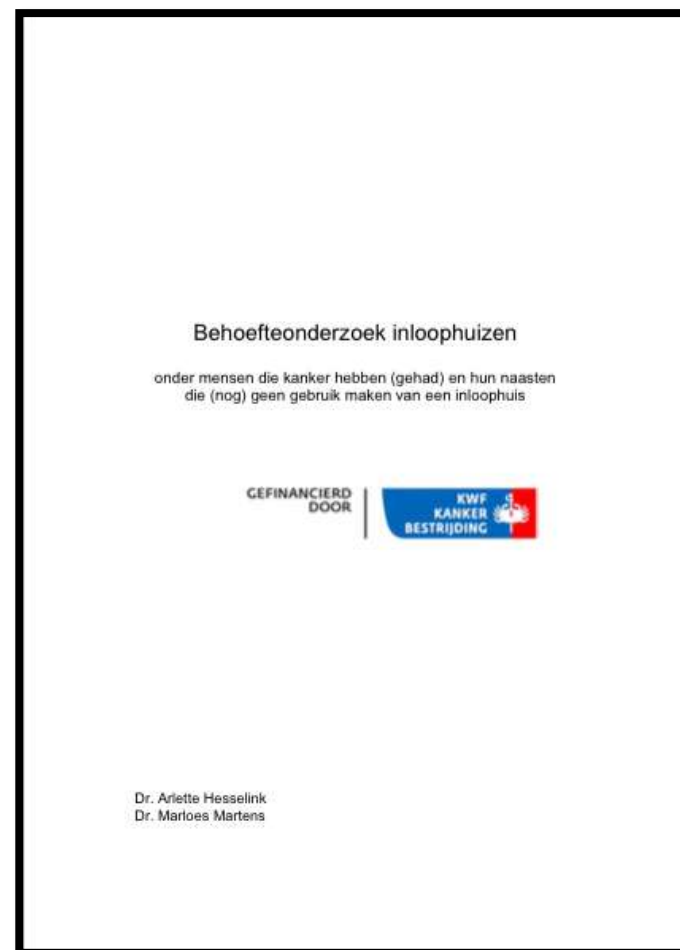 Behoefteonderzoek inloophuizen
onder mensen die kanker hebben (gehad) en hun naasten
die (nog) geen gebruik maken van een inloophuis
GEFINANCIERD
DOOR
KWF
KANKER
BESTRIJDING
Dr. Arlette Hesselink
Dr. Marloes Martens